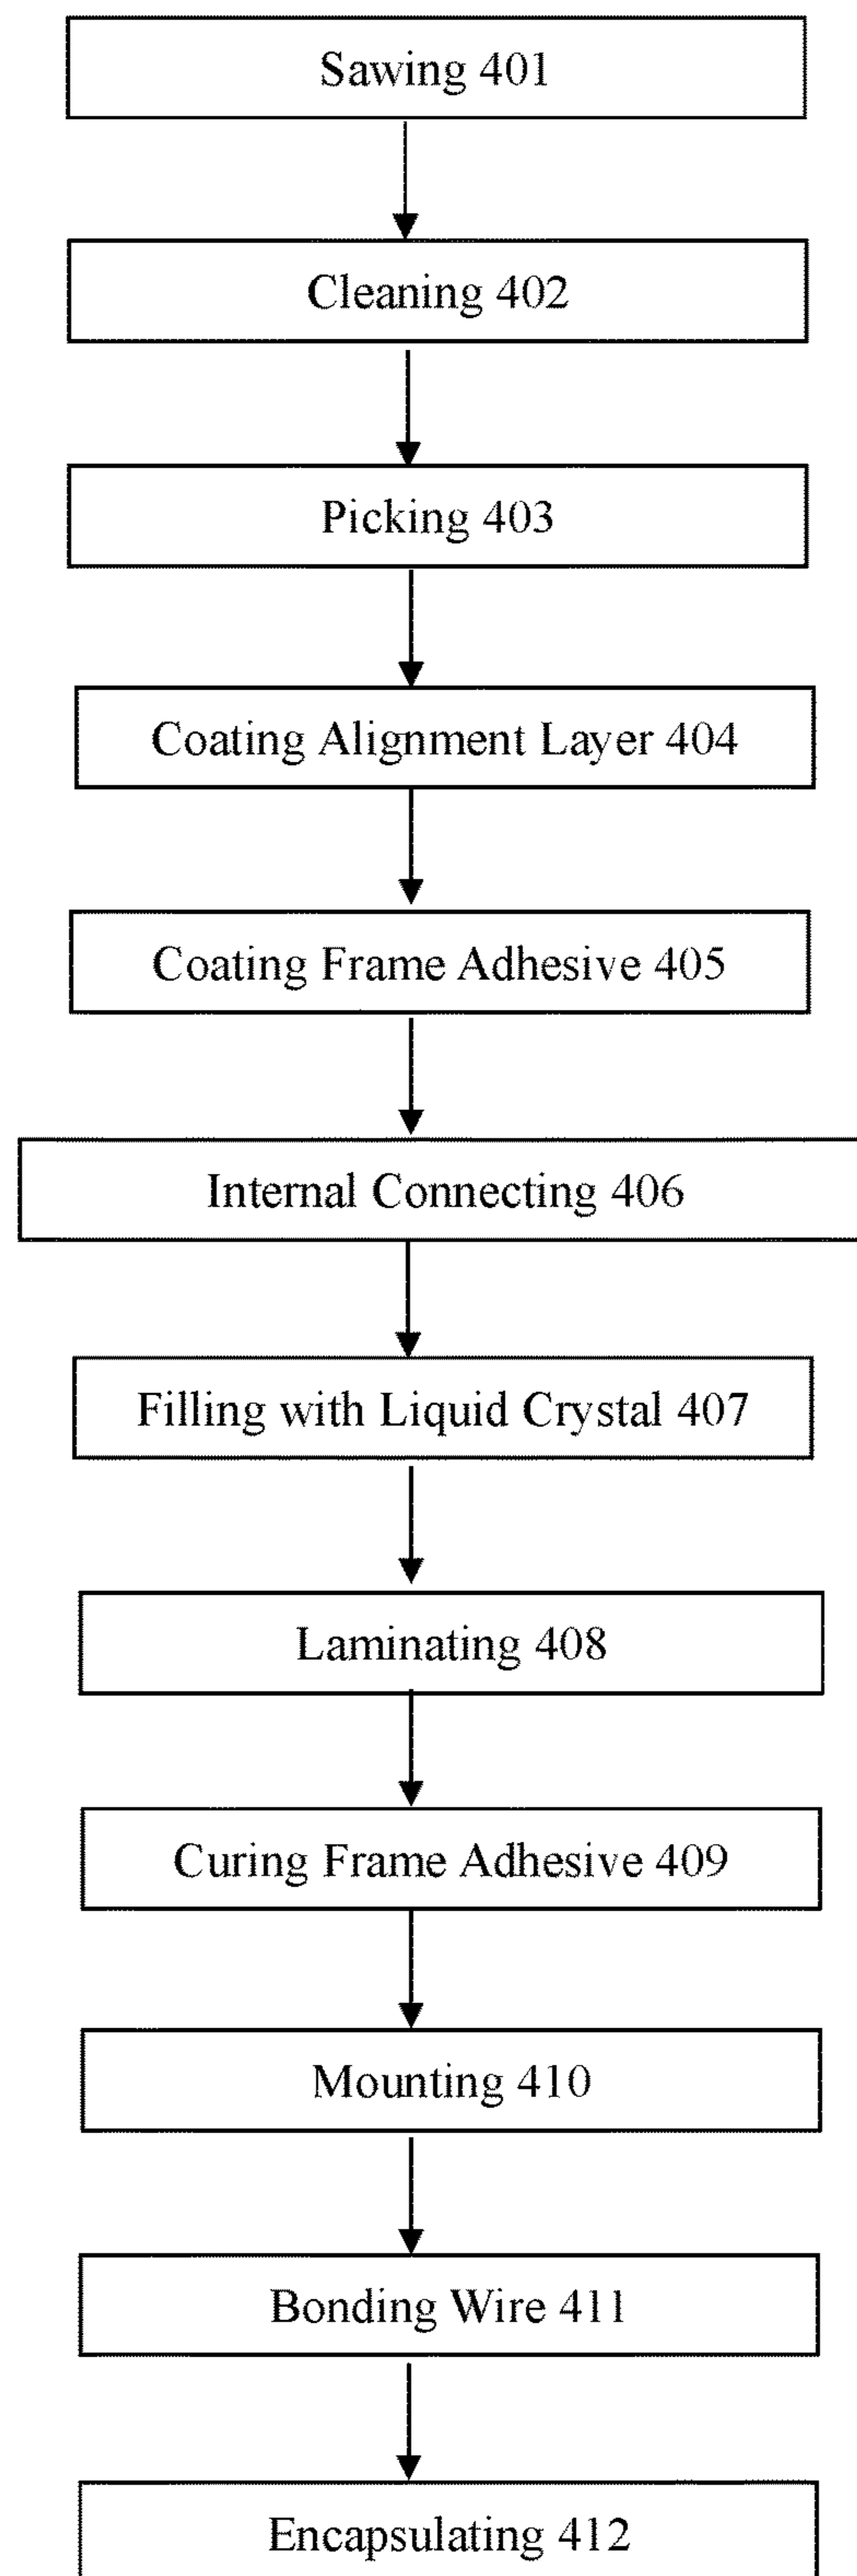 Sawing 401
Cleaning 402
Picking 403
Coating Alignment Layer 404
Coating Frame Adhesive 405
Internal Connecting 406
Filling with Liquid Crystal 407
Laminating 408
Curing Frame Adhesive 409
Mounting 410
Bonding Wire 411
Encapsulating 412